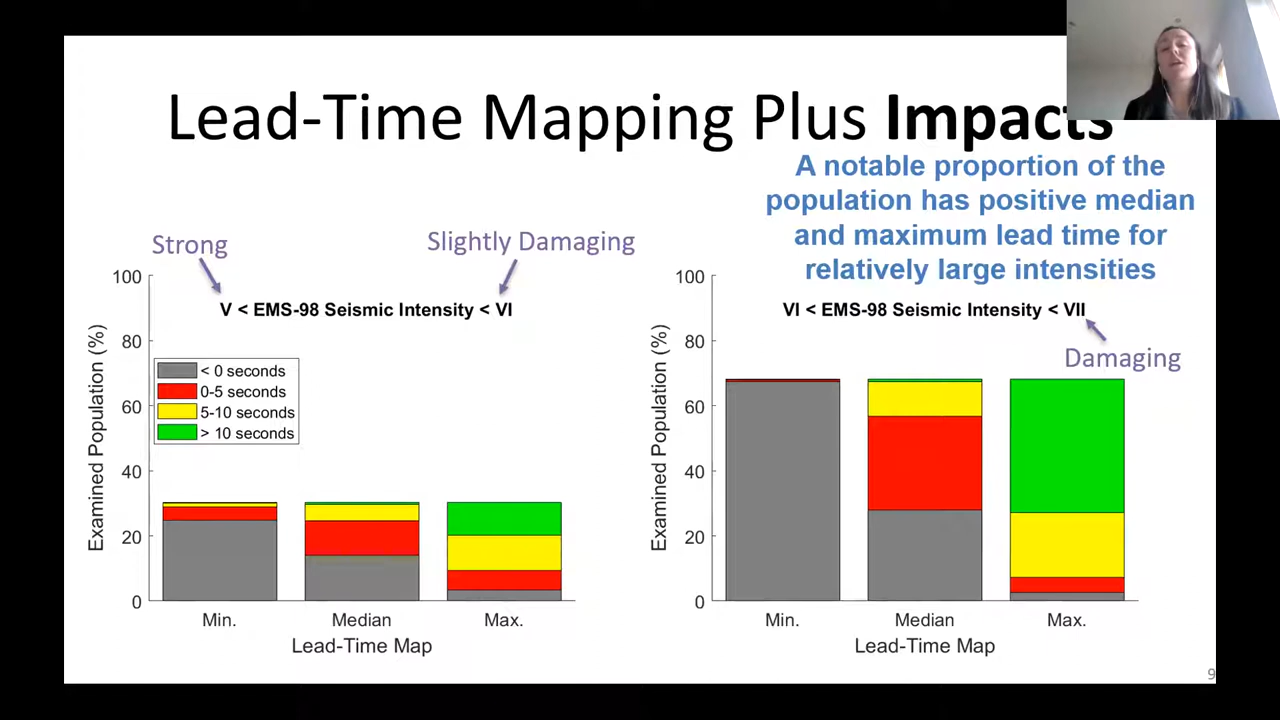 Lead-Time Mapping Plus Impacts
A notable proportion of the
population has positive median
and maximum lead time for
relatively large intensities
Strong
Slightly Damaging
V < EMS-98 Seismic Intensity < VI
100
80
60
40
20
0
Examined Population (%)
< 0 seconds
0-5 seconds
5-10 seconds
> 10 seconds
Min.
Median
Max.
Lead-Time Map
VI < EMS-98 Seismic Intensity < VII
Damaging
100
80
60
40
20
0
Examined Population (%)
Min.
Median
Max.
Lead-Time Map
9